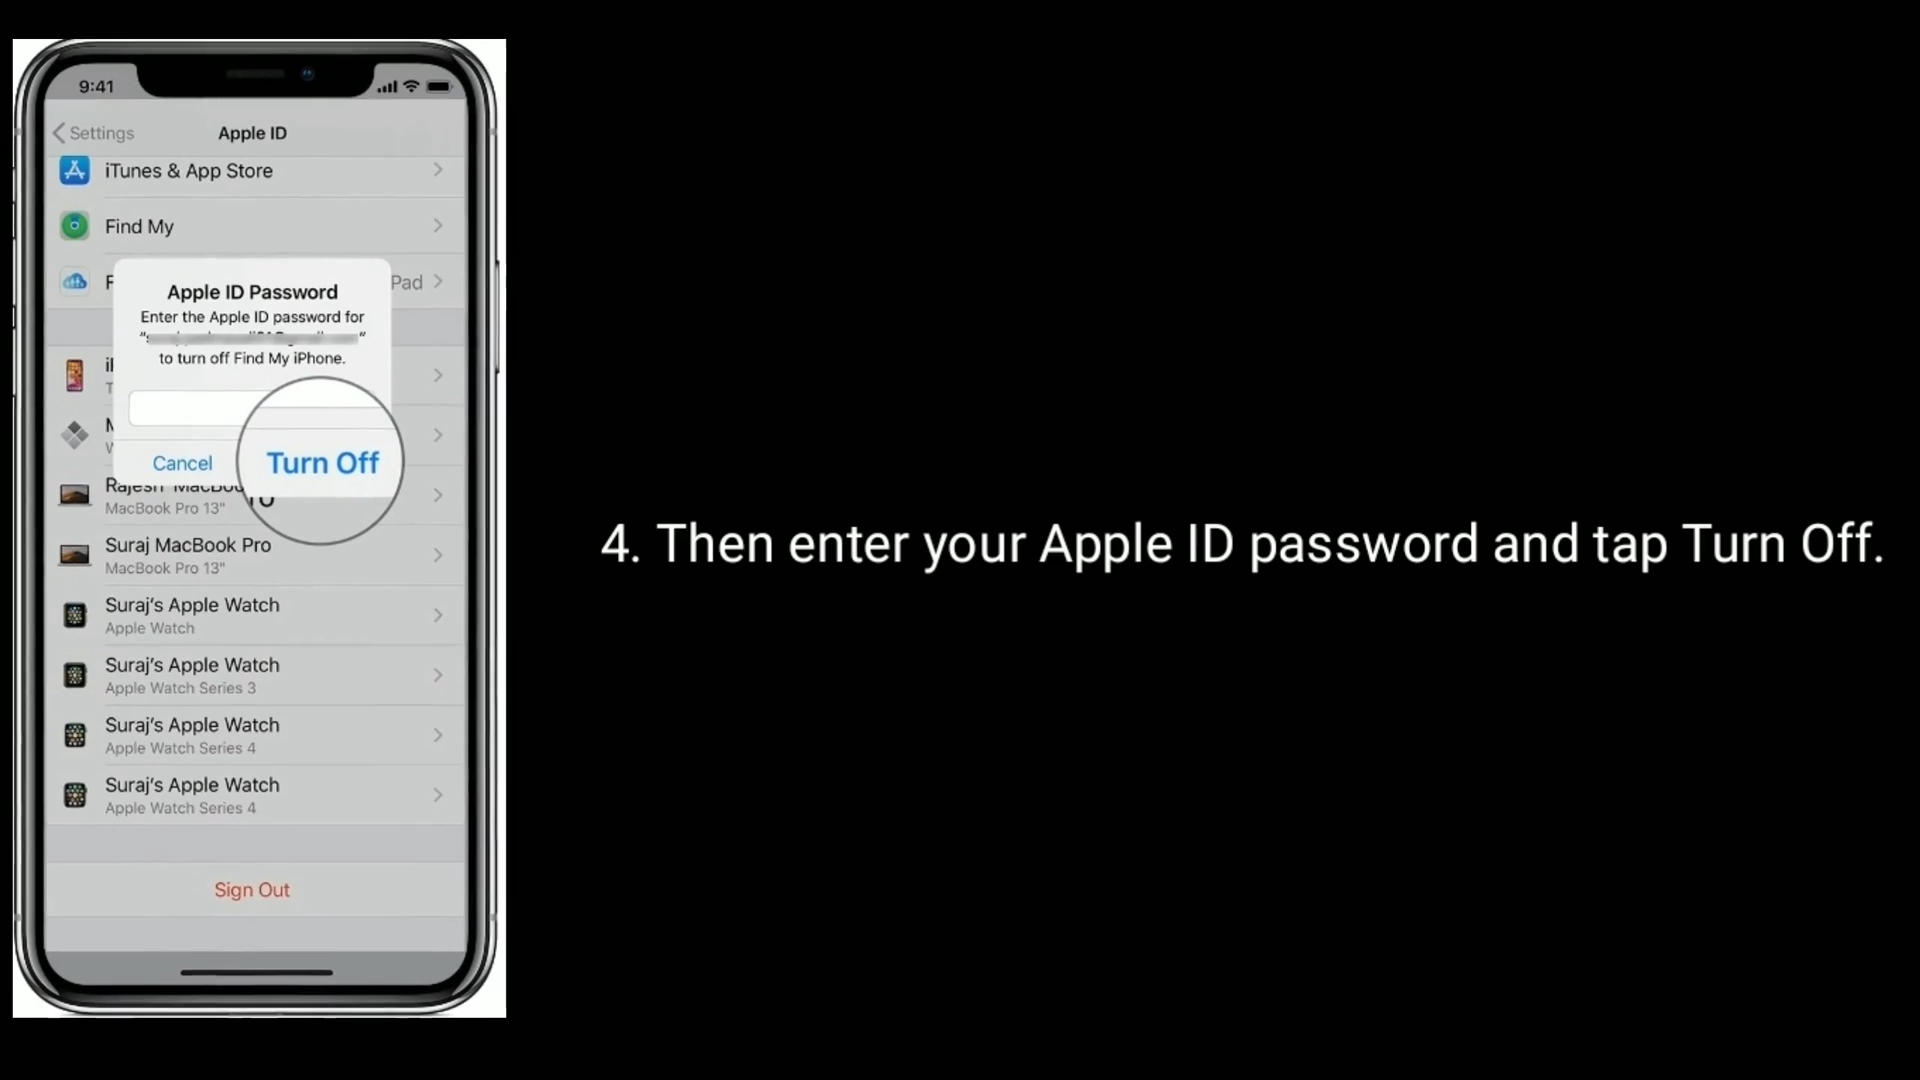 9:41
Settings
Apple ID
iTunes & App Store
Find My
F
Pad
Apple ID Password
Enter the Apple ID password for
to turn off Find My iPhone.
Cancel
Turn Off
Rajesh MacBoo
MacBook Pro 13"
Suraj MacBook Pro
MacBook Pro 13"
Suraj's Apple Watch
Apple Watch
Suraj's Apple Watch
Apple Watch Series 3
Suraj's Apple Watch
Apple Watch Series 4
Suraj's Apple Watch
Apple Watch Series 4
Sign Out
4. Then enter your Apple ID password and tap Turn Off.